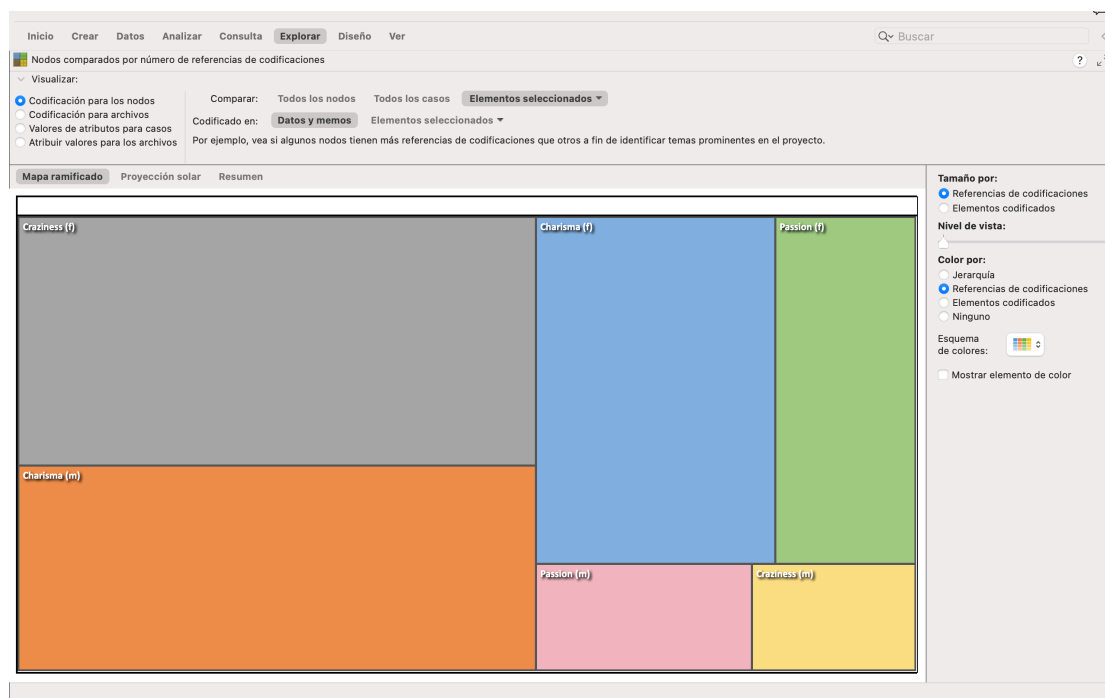 Inicio Crear Datos Analizar Consulta Explorar Diseño Ver Buscar
Nodos comparados por número de referencias de codificaciones ?
Visualizar:
Codificación para los nodos
Codificación para archivos
Valores de atributos para casos
Atribuir valores para los archivos
Comparar: Todos los nodos Todos los casos Elementos seleccionados
Codificado en: Datos y memos Elementos seleccionados
Por ejemplo, vea si algunos nodos tienen más referencias de codificaciones que otros a fin de identificar temas prominentes en el proyecto.
Mapa ramificado Proyección solar Resumen
Craziness (f)
Charisma (f)
Passion (f)
Charisma (m)
Passion (m)
Craziness (m)
Tamaño por:
Referencias de codificaciones
Elementos codificados
Nivel de vista:
Color por:
Jerarquía
Referencias de codificaciones
Elementos codificados
Ninguno
Esquema
de colores:
Mostrar elemento de color